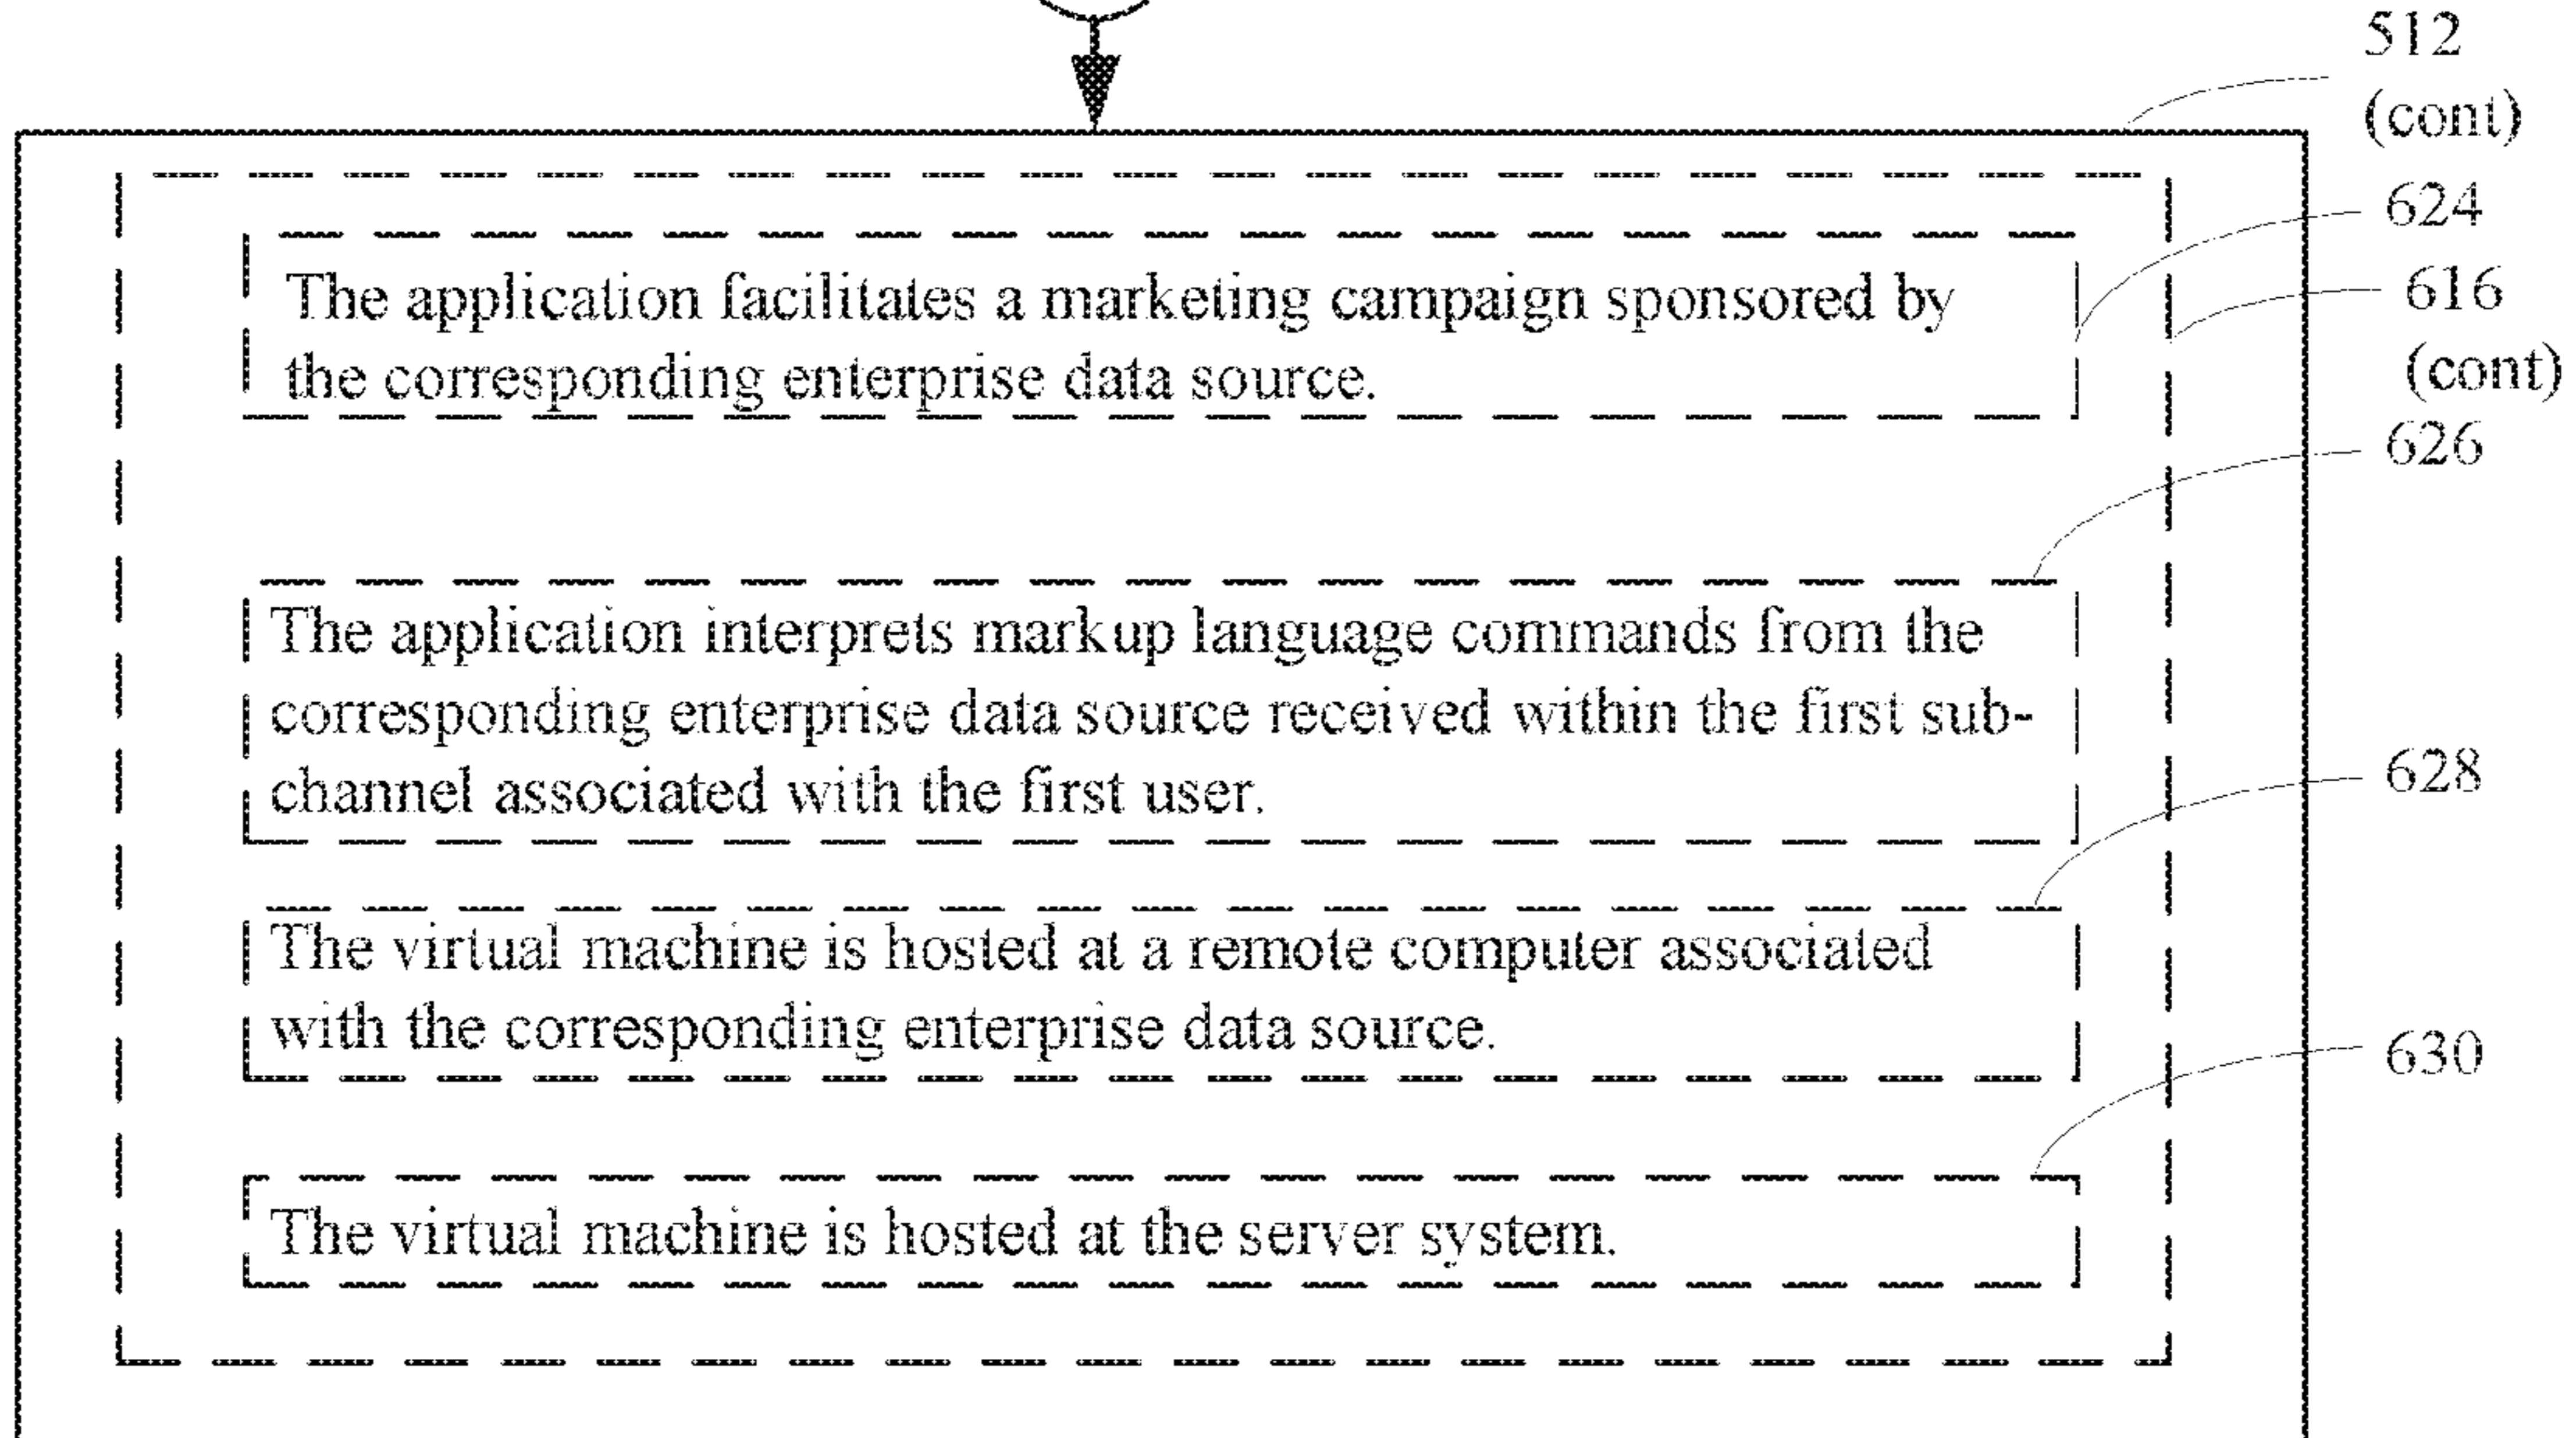 512
(cont)
624
The application facilitates a marketing campaign sponsored by
the corresponding enterprise data source.
616
(cont)
626
The application interprets markup language commands from the
corresponding enterprise data source received within the first sub-
channel associated with the first user.
628
The virtual machine is hosted at a remote computer associated
with the corresponding enterprise data source.
630
The virtual machine is hosted at the server system.